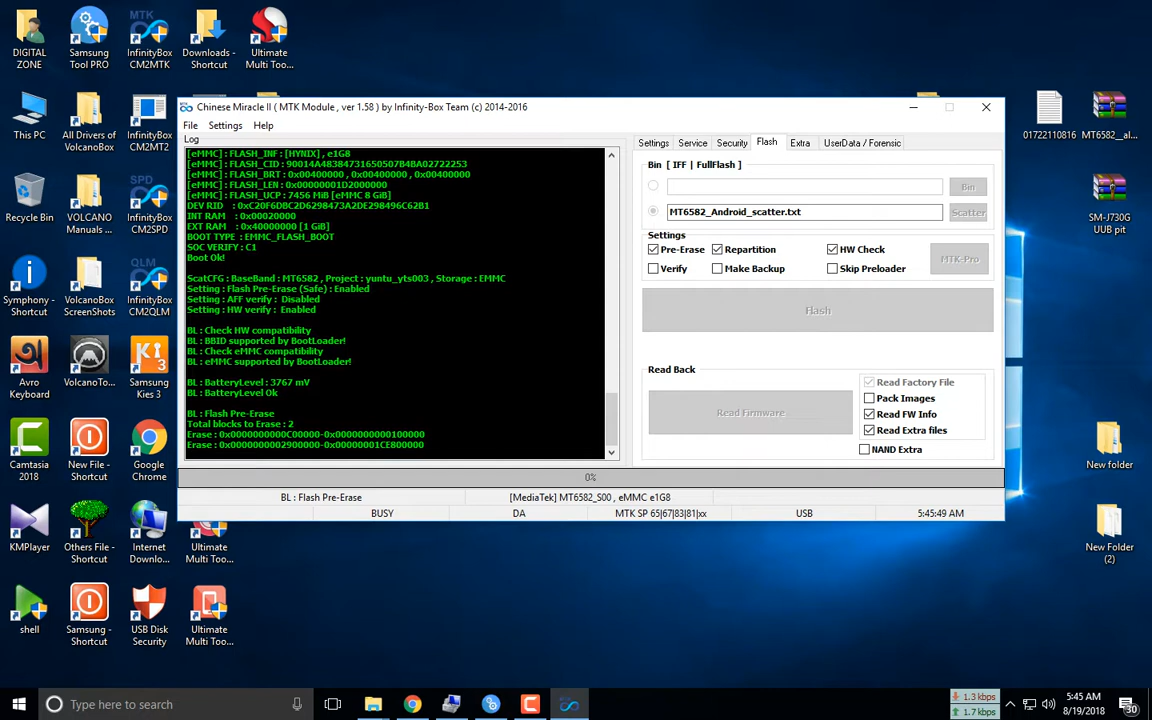 DIGITAL ZONE
Samsung Tool PRO
MTK
InfinityBox CM2MTK
Downloads - Shortcut
Ultimate Multi Too...
This PC
All Drivers of VolcanoBox
InfinityBox CM2MT2
Recycle Bin
VOLCANO MARUTI...
SPD
InfinityBox CM2SPD
Symphony - Shortcut
VolcanoBox ScreenShots
QLM
InfinityBox CM2QLM
Avro Keyboard
VolcanoTo...
Samsung Kies 3
Camtasia 2018
New File - Shortcut
Google Chrome
KMPlayer
Others File - Shortcut
Internet Downlo...
Ultimate Multi Too...
shell
Samsung - Shortcut
USB Disk Security
Ultimate Multi Too...
01722110816
MT6582__al...
SM-J730G UUB pit
New folder
New Folder (2)
Chinese Miracle II ( MTK Module , ver 1.58 ) by Infinity-Box Team (c) 2014-2016
File Settings Help
Log
[eMMC] : FLASH_INF : [HYNIX] , e1G8
[eMMC] : FLASH_CID : 90014A48384731650507B4BA02722253
[eMMC] : FLASH_BRT : 0x00400000 , 0x00400000 , 0x00400000
[eMMC] : FLASH_LEN : 0x00000001D2000000
[eMMC] : FLASH_UCP : 7456 MiB [eMMC 8 GiB]
DEV RID : 0xC20F6DBC2D6298473A2DE298496C62B1
INT RAM : 0x00020000
EXT RAM : 0x40000000 [1 GiB]
BOOT TYPE : EMMC_FLASH_BOOT
SOC VERIFY : C1
Boot Ok!
ScatCFG : BaseBand : MT6582 , Project : yuntu_yts003 , Storage : EMMC
Setting : Flash Pre-Erase (Safe) : Enabled
Setting : AFF verify : Disabled
Setting : HW verify : Enabled
BL : Check HW compatibility
BL : BBID supported by BootLoader!
BL : Check eMMC compatibility
BL : eMMC supported by BootLoader!
BL : BatteryLevel : 3767 mV
BL : BatteryLevel Ok
BL : Flash Pre-Erase
Total blocks to Erase : 2
Erase : 0x0000000000C00000-0x0000000000100000
Erase : 0x0000000002900000-0x00000001CEB00000
Settings Service Security Flash Extra UserData / Forensic
Bin [ IFF | FullFlash ]
Bin
MT6582_Android_scatter.txt Scatter
Settings
Pre-Erase Repartition HW Check MTK-Pro
Verify Make Backup Skip Preloader
Flash
Read Back
Read Firmware
Read Factory File
Pack Images
Read FW Info
Read Extra files
NAND Extra
0%
BL : Flash Pre-Erase [MediaTek] MT6582_S00 , eMMC e1G8
BUSY DA MTK SP 65|67|83|81|xx USB 5:45:49 AM
Type here to search
1.3 kbps
1.7 kbps
5:45 AM
8/19/2018
30